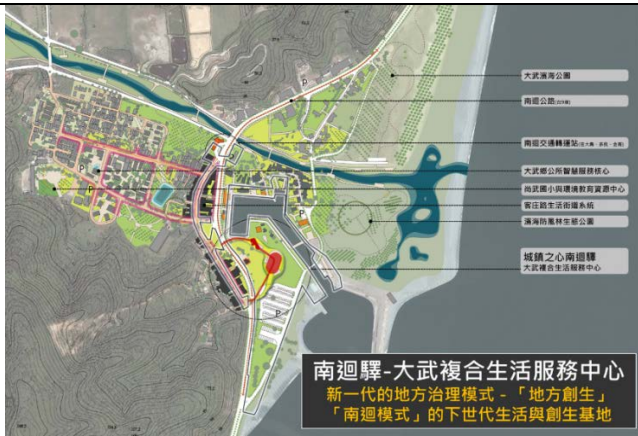 大武濱海公園
南迴公路(台9線)
南迴交通轉運站
大武鄉公所智慧服務核心
尚武國小與環境教育資源中心
客庄路生活街道系統
濱海防風林生態公園
城鎮之心南迴驛
大武複合生活服務中心
P
P
P
P
P
南迴驛-大武複合生活服務中心
新一代的地方治理模式-「地方創生」
「南迴模式」的下世代生活與創生基地